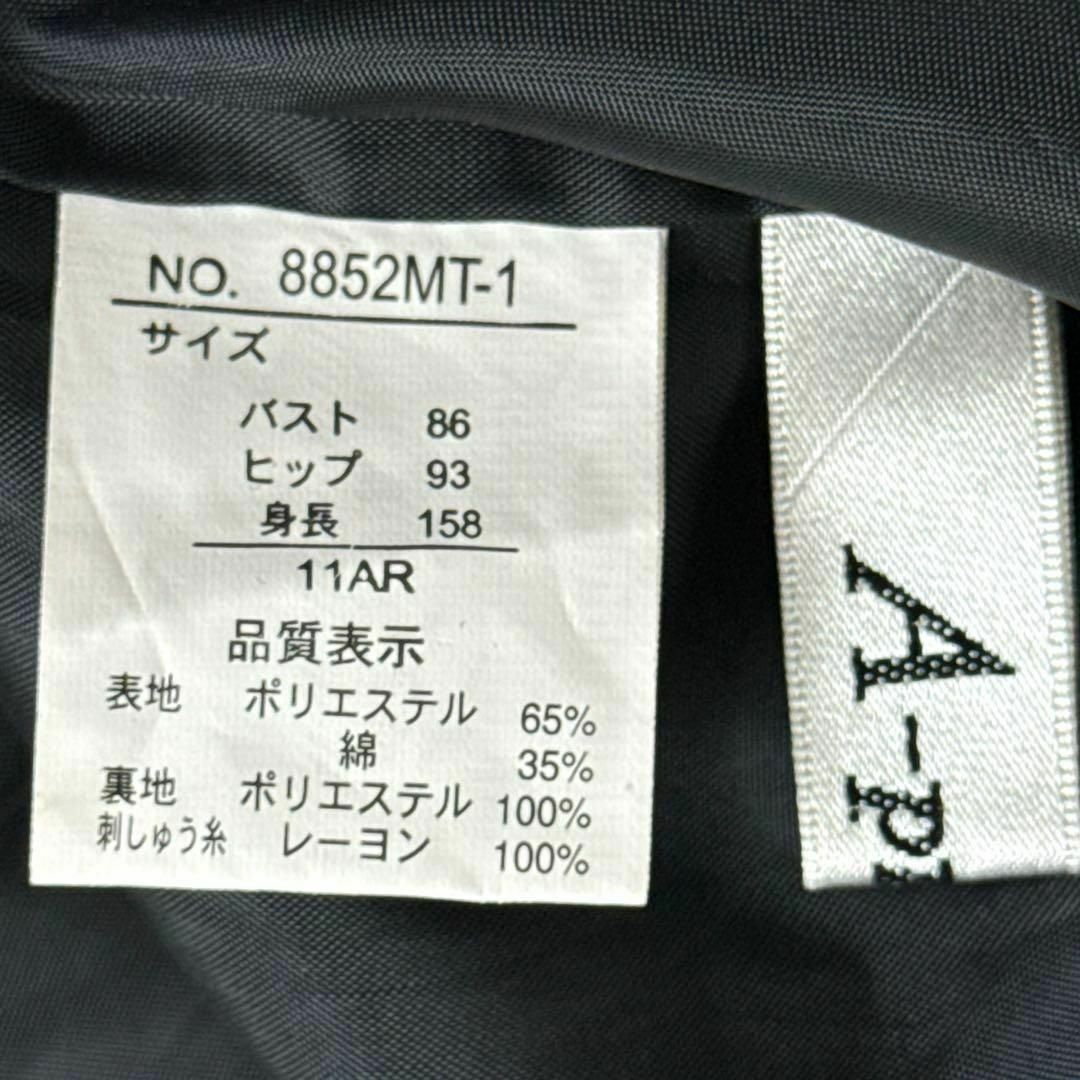 NO. 8852MT-1
サイズ
バスト 86
ヒップ 93
身長 158
11AR
品質表示
表地 ポリエステル 65%
綿 35%
裏地 ポリエステル 100%
刺しゅう糸 レーヨン 100%
A-p